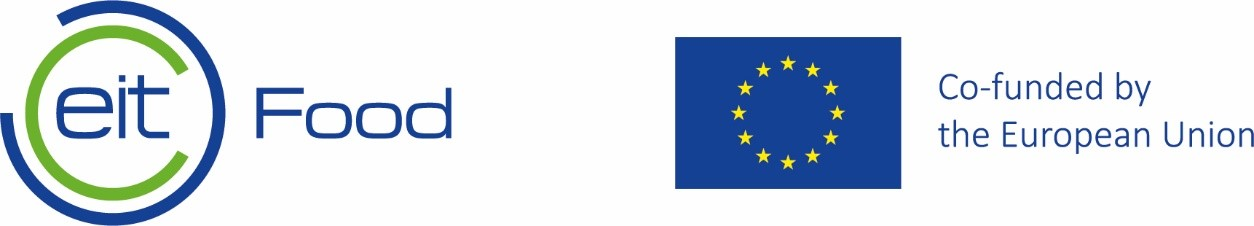 eit Food
Co-funded by
the European Union